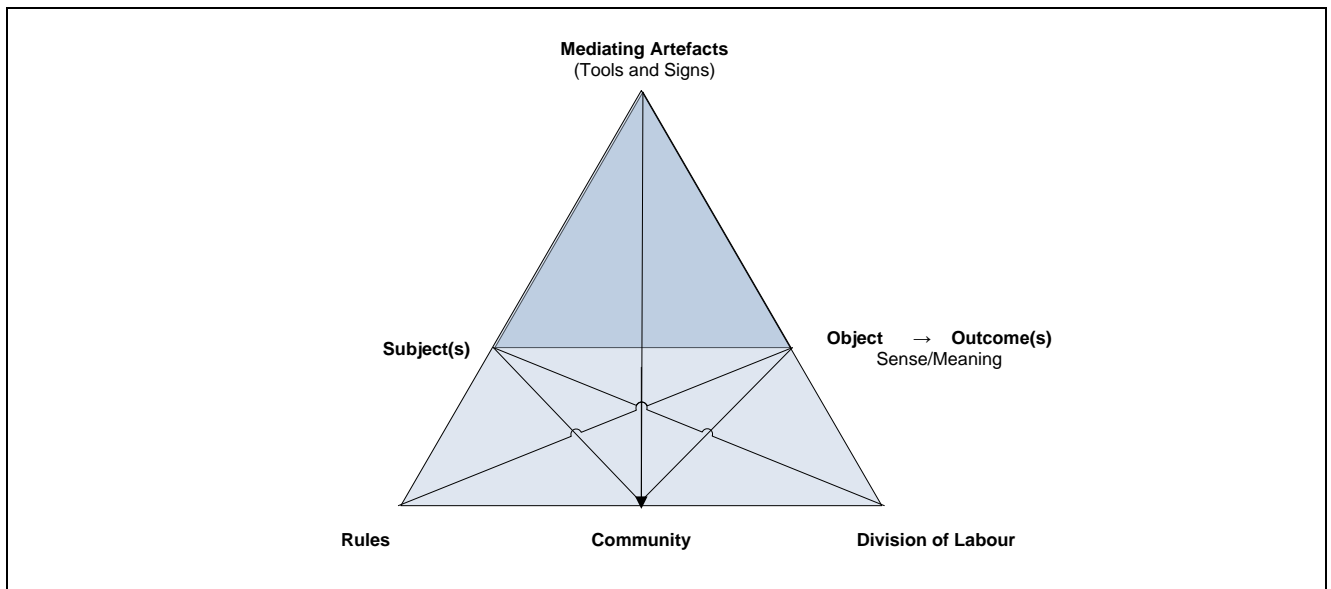 Mediating Artefacts
(Tools and Signs)
Subject(s)
Object → Outcome(s)
Sense/Meaning
Rules
Community
Division of Labour